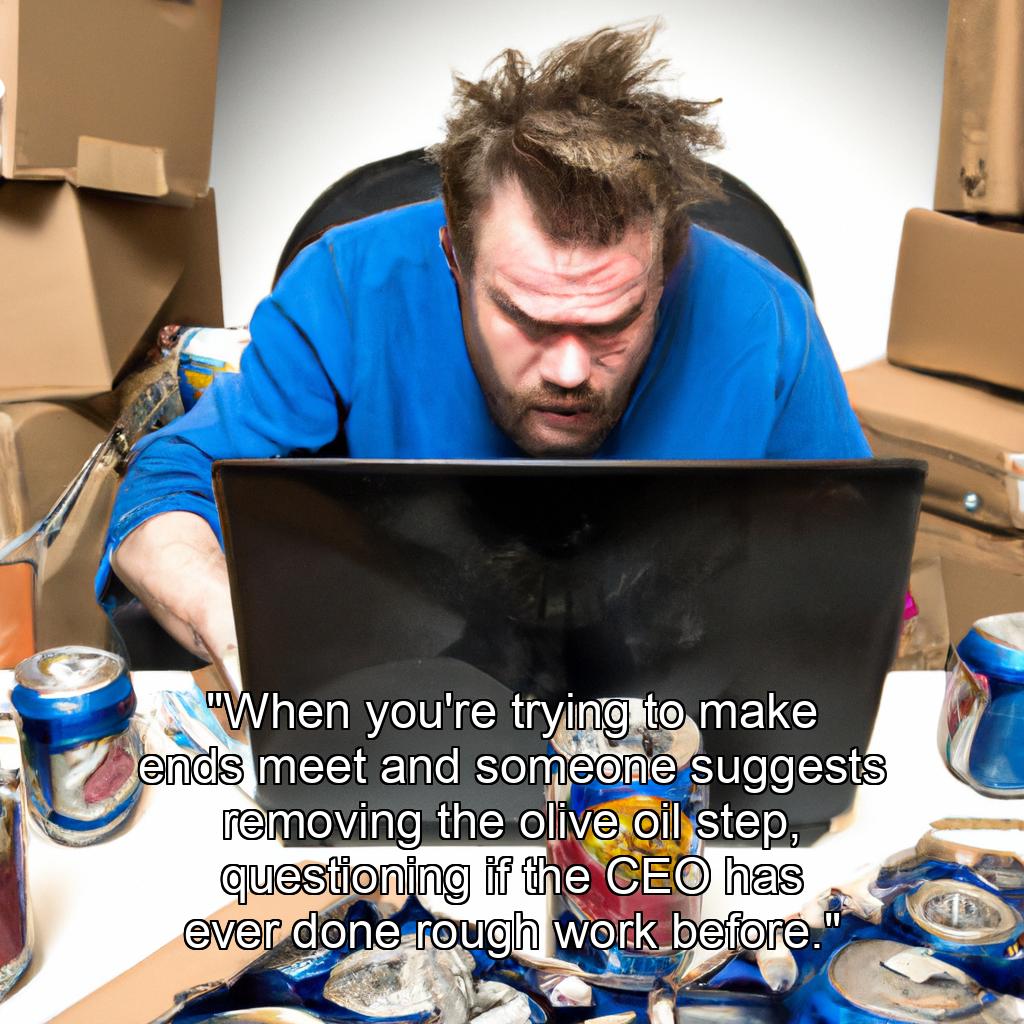 "When you're trying to make
ends meet and someone suggests
removing the olive oil step,
questioning if the CEO has
ever done rough work before."